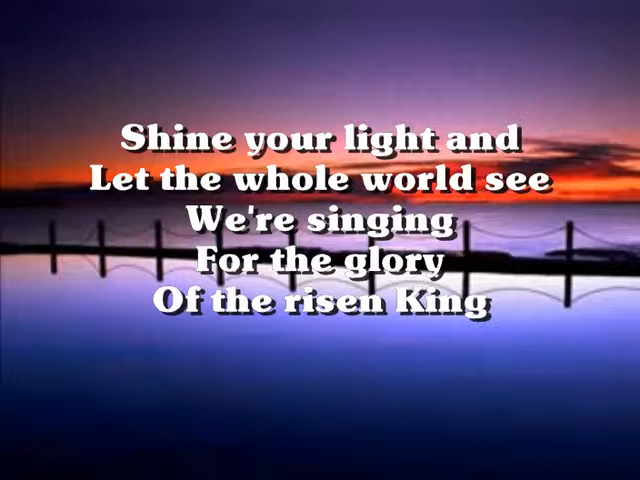 Shine your light and
Let the whole world see
We're singing
For the glory
Of the risen King